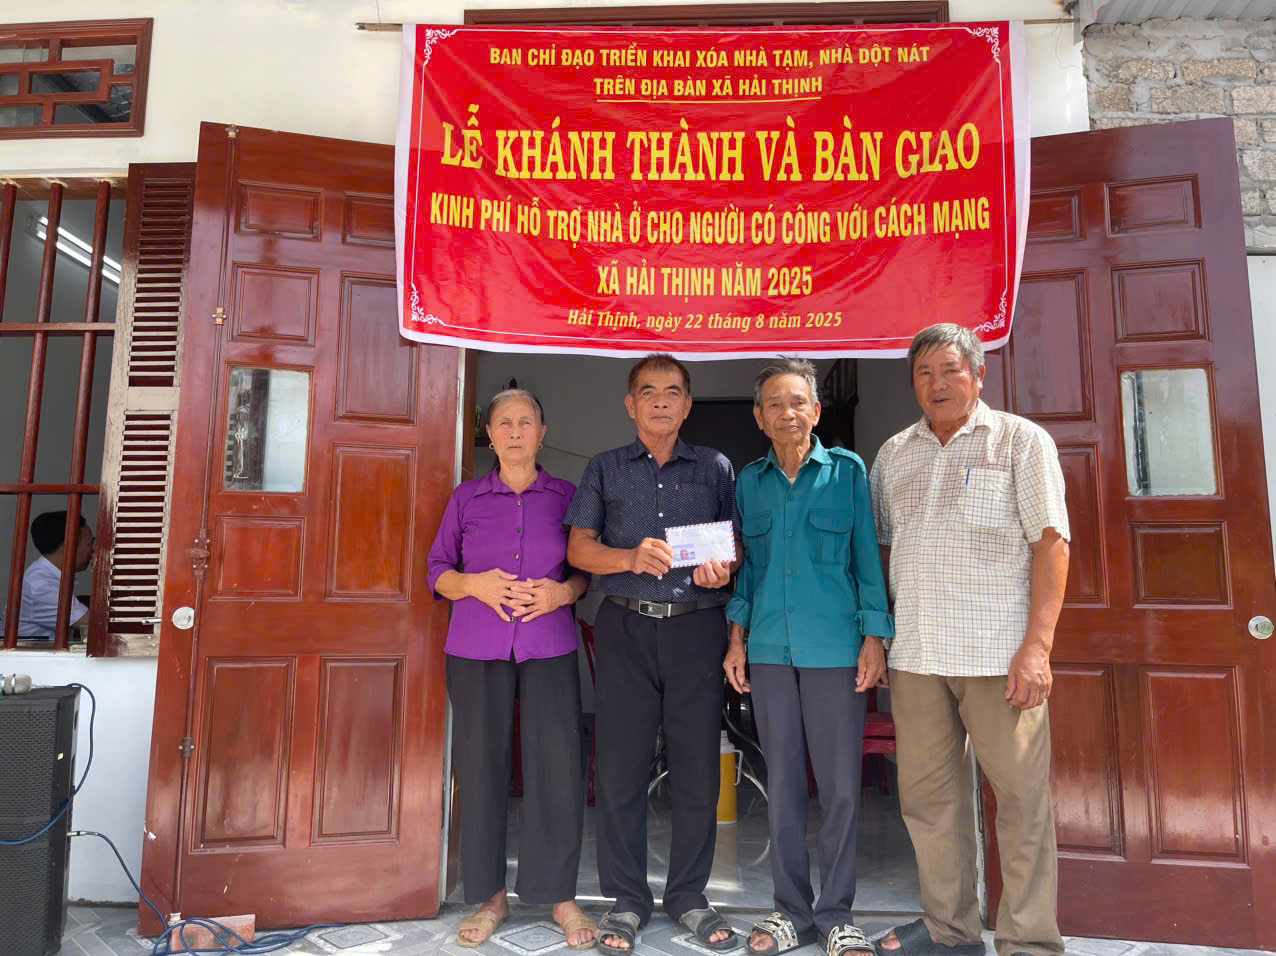 BAN CHỈ ĐẠO TRIỂN KHAI XÓA NHÀ TẠM, NHÀ DỘT NÁT
TRÊN ĐỊA BÀN XÃ HẢI THỊNH
LỄ KHÁNH THÀNH VÀ BÀN GIAO
KINH PHÍ HỖ TRỢ NHÀ Ở CHO NGƯỜI CÓ CÔNG VỚI CÁCH MẠNG
XÃ HẢI THỊNH NĂM 2025
Hải Thịnh, ngày 22 tháng 8 năm 2025